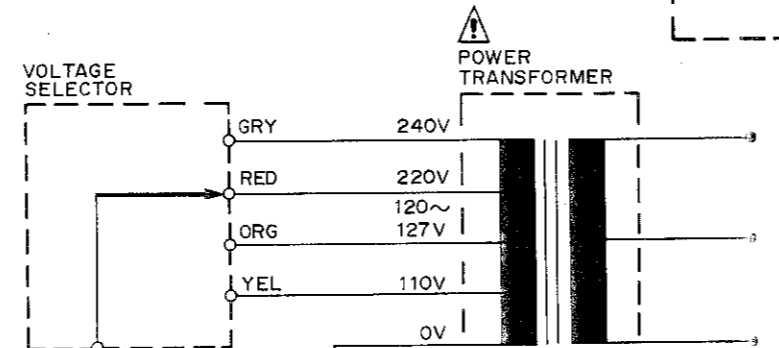 VOLTAGE
SELECTOR
POWER
TRANSFORMER
GRY 240V
RED 220V
120~
ORG 127V
YEL 110V
0V